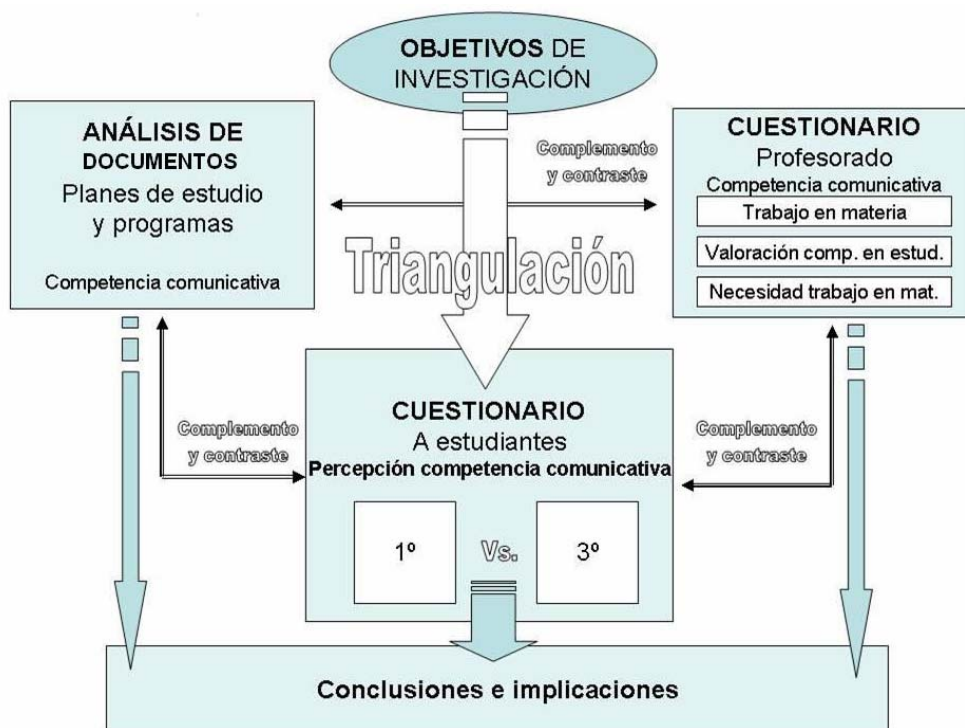 OBJETIVOS DE
INVESTIGACIÓN
ANÁLISIS DE
DOCUMENTOS
Planes de estudio
y programas
Competencia comunicativa
Complemento
y contraste
CUESTIONARIO
Profesorado
Competencia comunicativa
Trabajo en materia
Valoración comp. en estud.
Necesidad trabajo en mat.
Triangulación
Complemento
y contraste
CUESTIONARIO
A estudiantes
Percepción competencia comunicativa
1º
Vs.
3º
Complemento
y contraste
Conclusiones e implicaciones